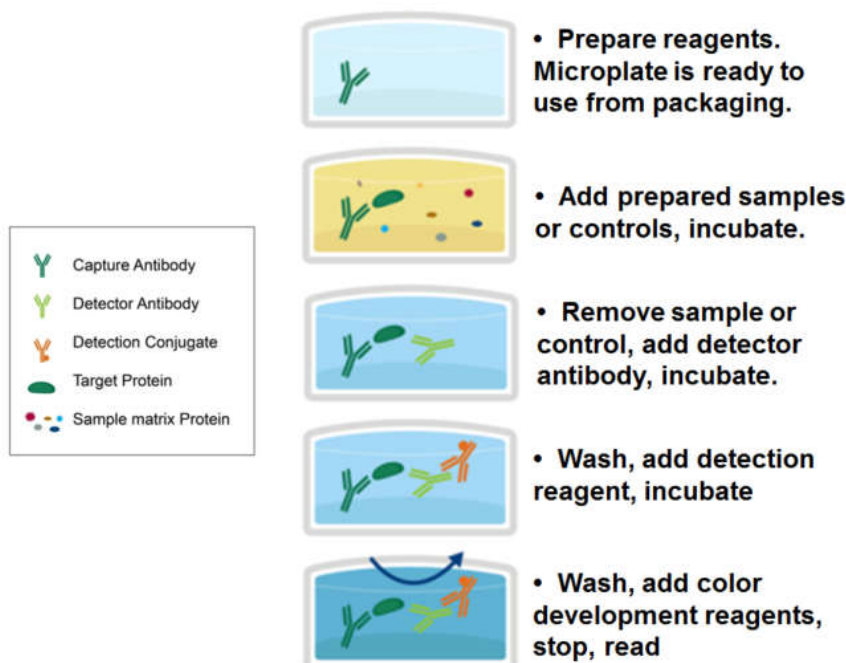 • Prepare reagents.
Microplate is ready to
use from packaging.
• Add prepared samples
or controls, incubate.
Capture Antibody
Detector Antibody
Detection Conjugate
Target Protein
Sample matrix Protein
• Remove sample or
control, add detector
antibody, incubate.
• Wash, add detection
reagent, incubate
• Wash, add color
development reagents,
stop, read